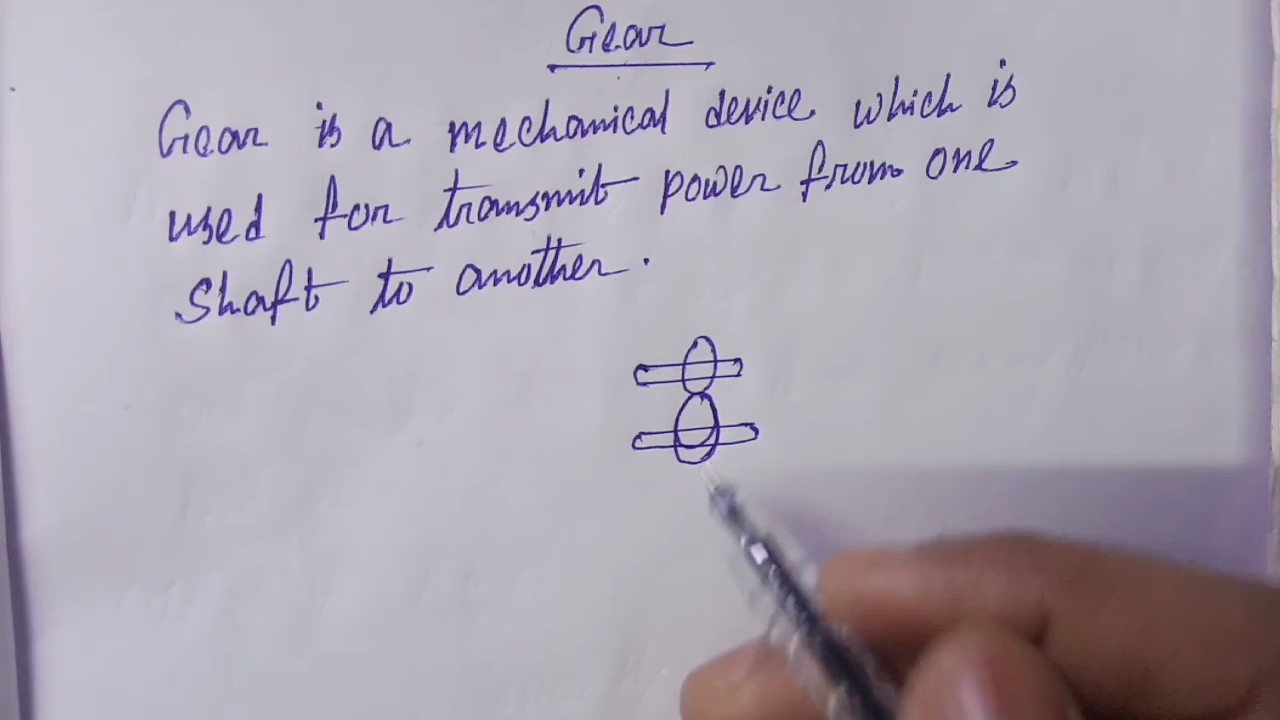 Gear
Gear is a mechanical device which is
used for transmit power from one
shaft to another.